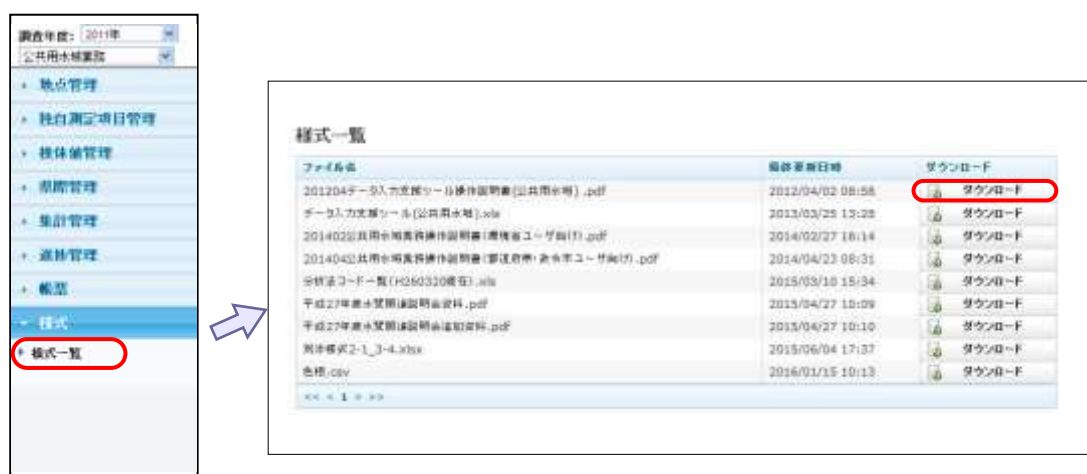 調査年度: 2011年
公共用水域業務
地点管理
独自測定項目管理
検体値管理
集計管理
進捗管理
帳票
様式
様式一覧
様式一覧
ファイル名 最終更新日時 ダウンロード
201204データ入力支援ツール操作説明書(公共用水域).pdf 2012/04/02 08:58 ダウンロード
データ入力支援ツール(公共用水域).xls 2013/03/25 13:28 ダウンロード
201402公共用水域業務操作説明書(環境省ユーザ向け).pdf 2014/02/27 18:14 ダウンロード
201404公共用水域業務操作説明書(都道府県・政令市ユーザ向け).pdf 2014/04/23 08:31 ダウンロード
分析法コード一覧(H260320現在).xls 2015/03/10 15:34 ダウンロード
平成27年度水質関連説明会資料.pdf 2015/04/27 10:09 ダウンロード
平成27年度水質関連説明会追加資料.pdf 2015/04/27 10:10 ダウンロード
別添様式2-1_3-4.xlsx 2015/06/04 17:37 ダウンロード
.csv 2016/01/15 10:13 ダウンロード
<< < 1 > >>